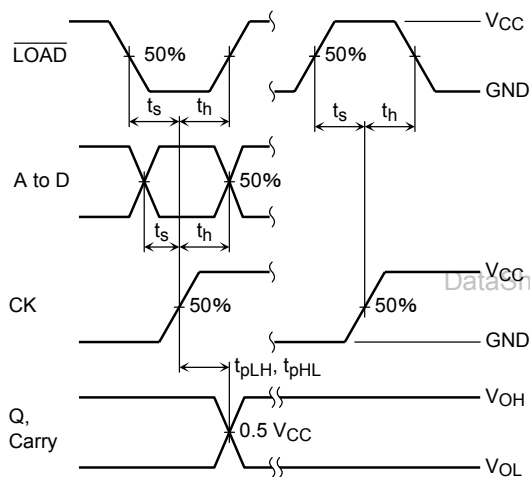 VCC
LOAD
50%
50%
GND
ts
th
ts
th
A to D
50%
ts
th
VCC
DataSh
CK
50%
50%
GND
tpLH, tpHL
VOH
Q,
Carry
0.5 VCC
VOL